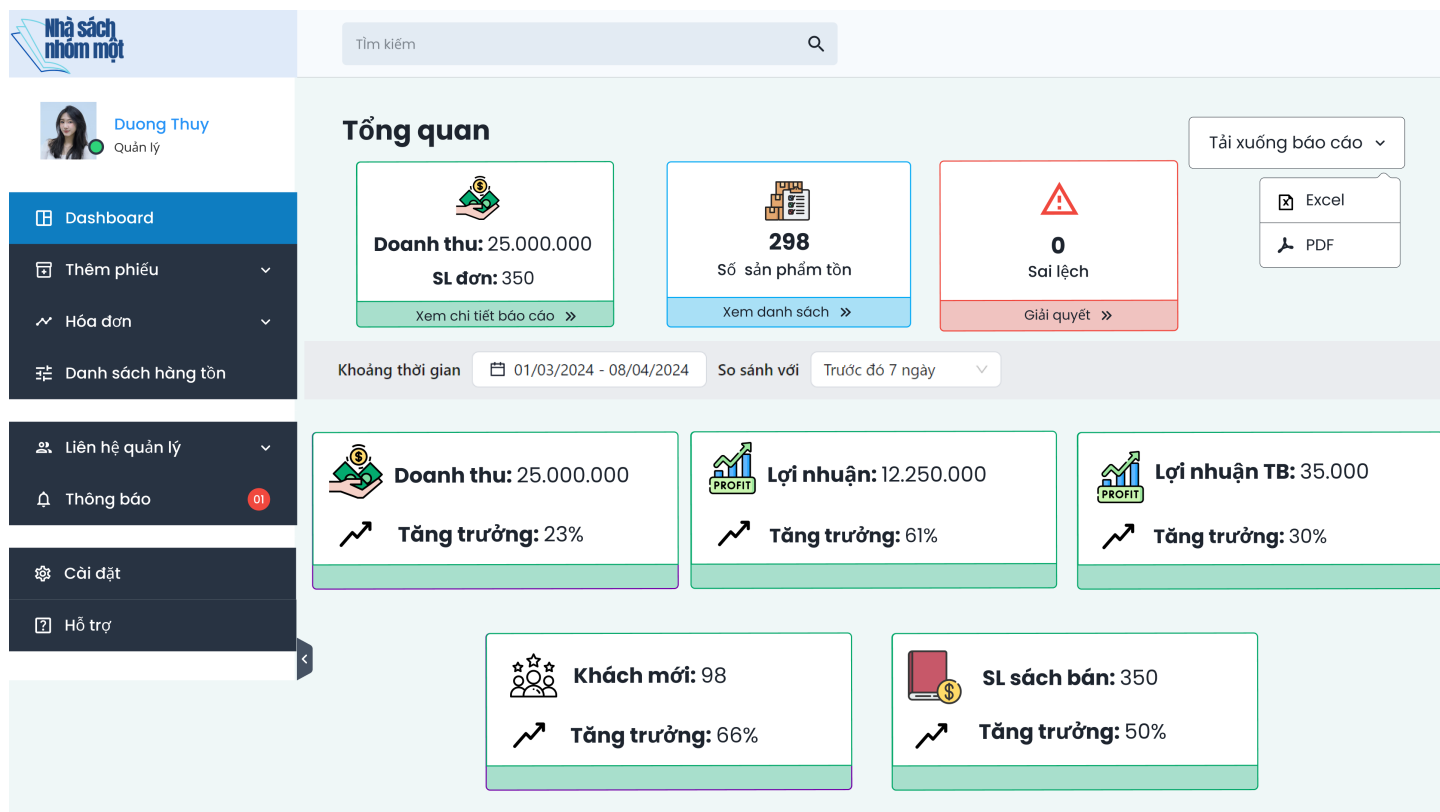 Nhà sách
nhóm một
TÌm kiếm
Duong Thuy
Quản lý
Dashboard
Thêm phiếu
Hóa đơn
Danh sách hàng tồn
Liên hệ quản lý
Thông báo 01
Cài đặt
Hỗ trợ
Tổng quan
Tải xuống báo cáo
Excel
PDF
Doanh thu: 25.000.000
SL đơn: 350
Xem chi tiết báo cáo »
298
Số sản phẩm tồn
Xem danh sách »
0
Sai lệch
Giải quyết »
Khoảng thời gian 01/03/2024 - 08/04/2024 So sánh với Trước đó 7 ngày
Doanh thu: 25.000.000
Tăng trưởng: 23%
PROFIT
Lợi nhuận: 12.250.000
Tăng trưởng: 61%
PROFIT
Lợi nhuận TB: 35.000
Tăng trưởng: 30%
Khách mới: 98
Tăng trưởng: 66%
SL sách bán: 350
Tăng trưởng: 50%